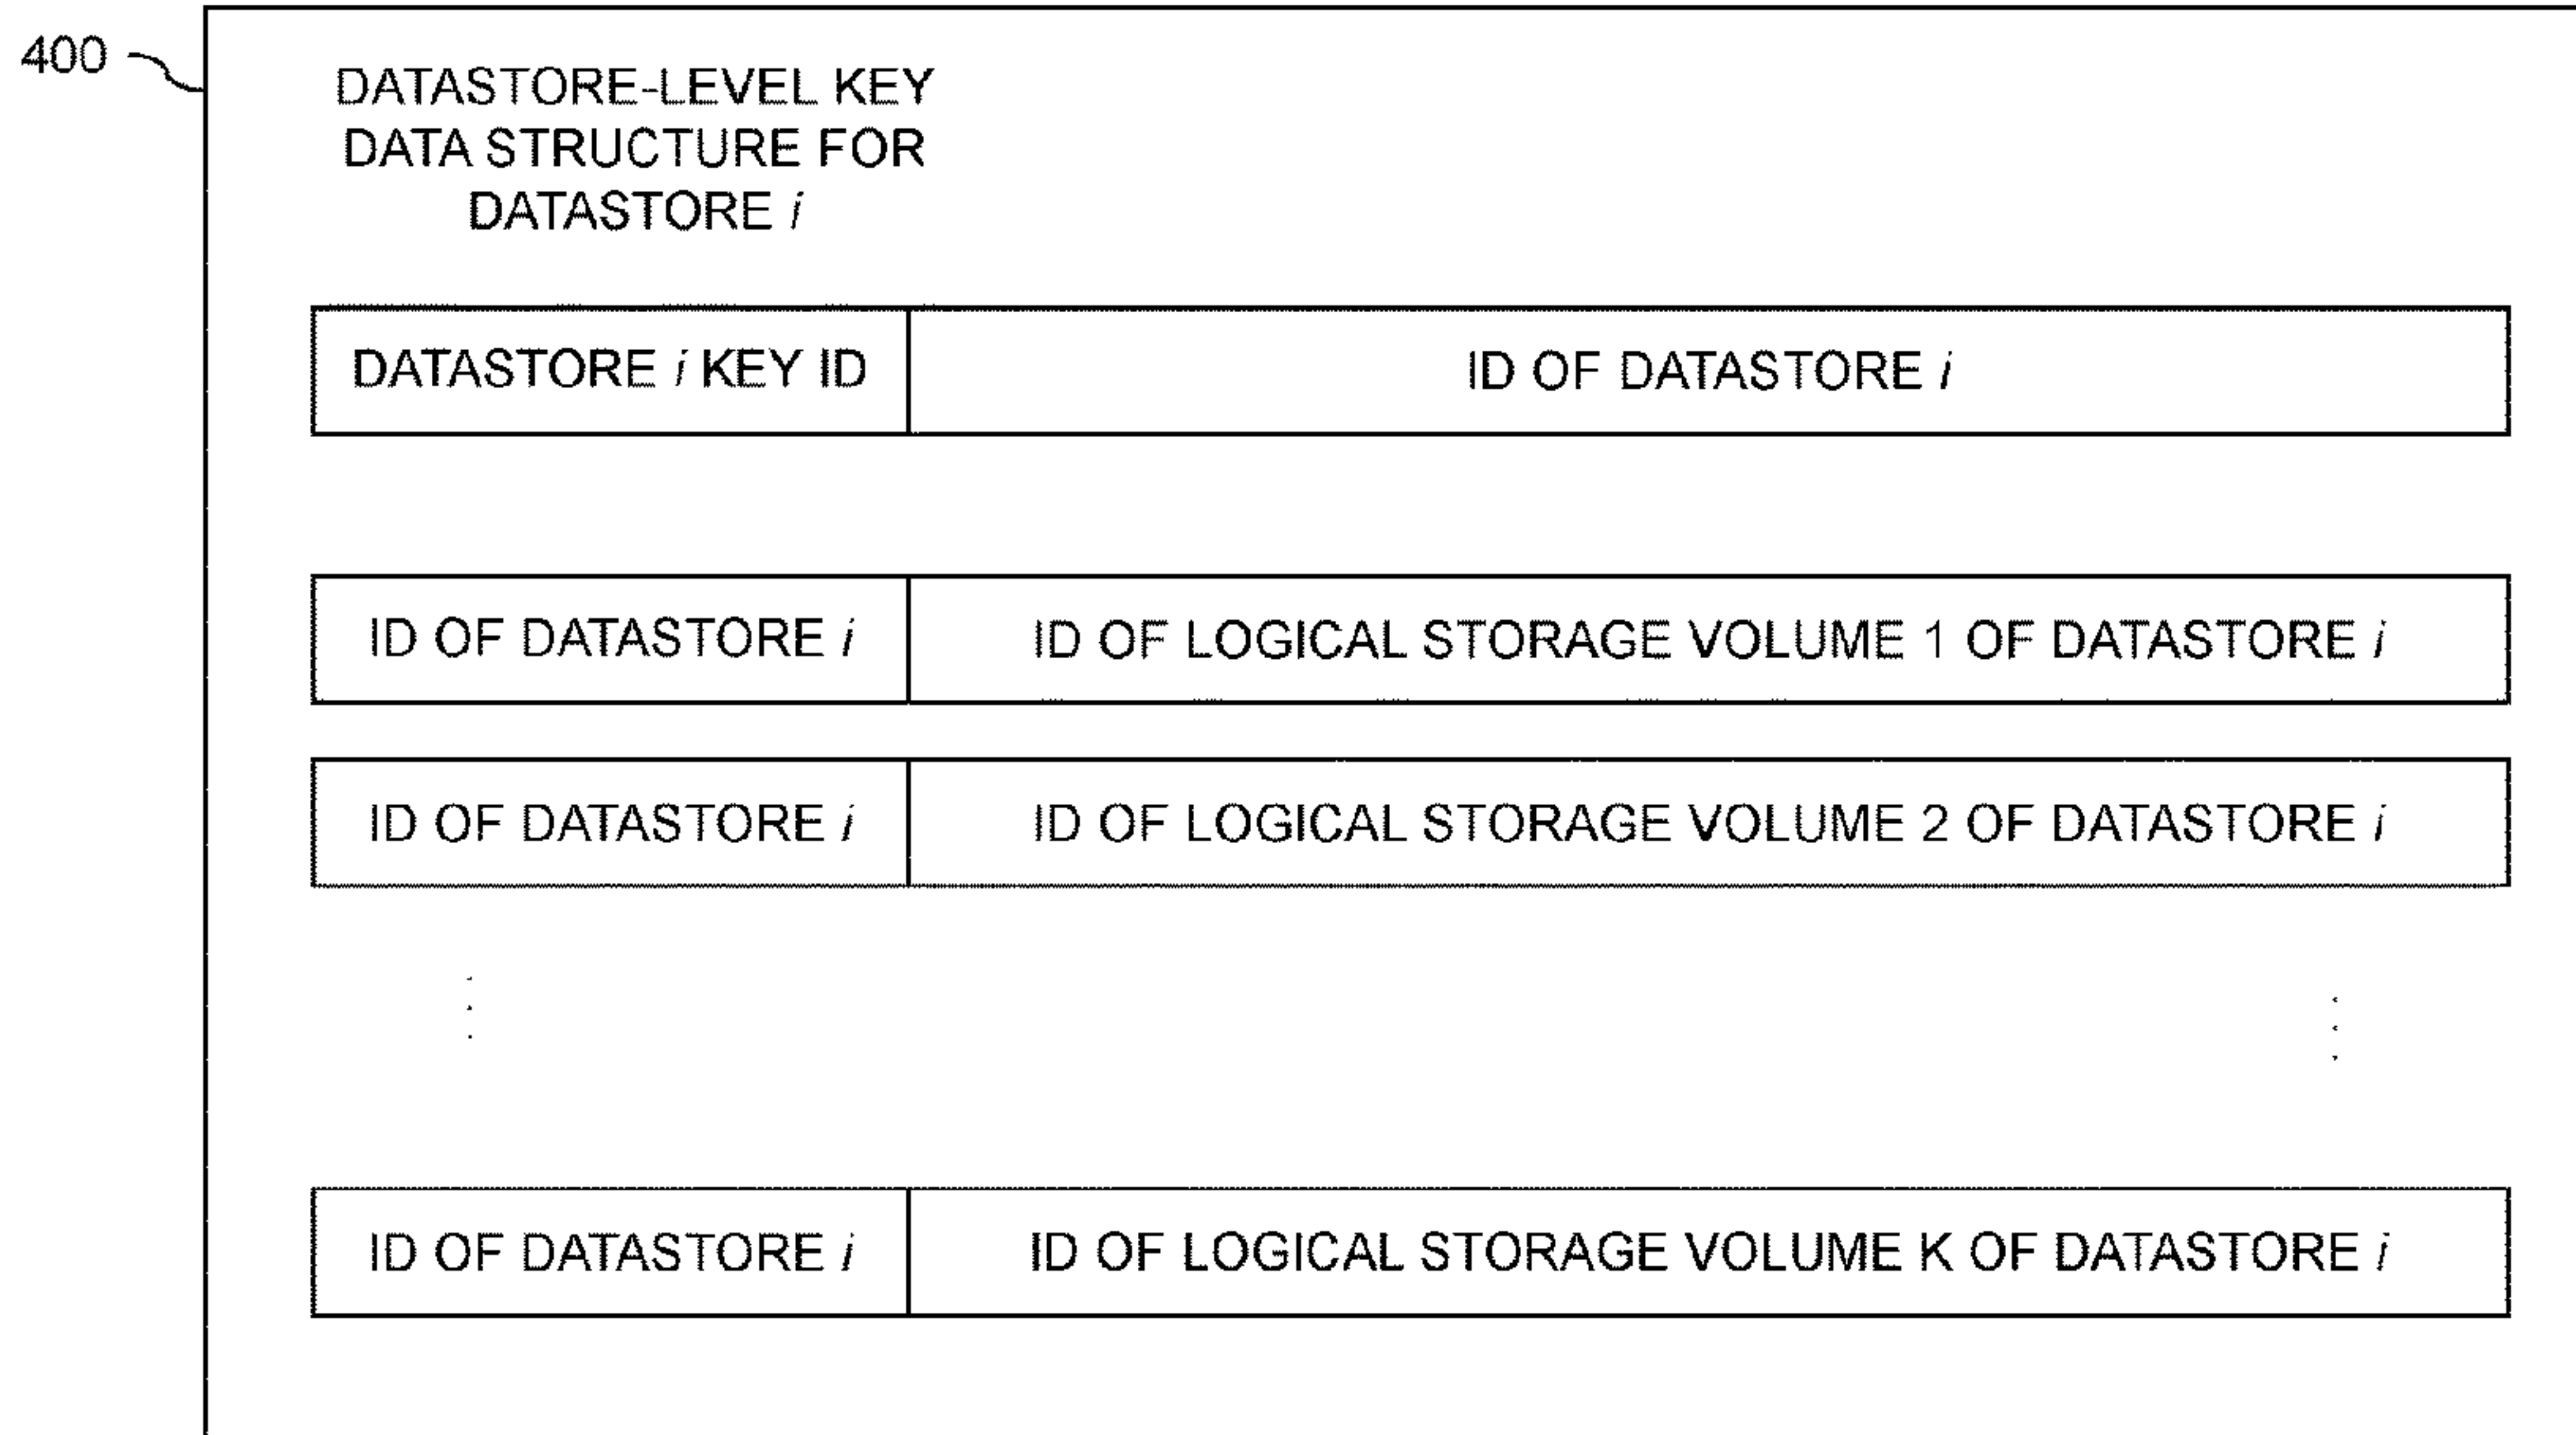 400
DATASTORE-LEVEL KEY
DATA STRUCTURE FOR
DATASTORE i
DATASTORE i KEY ID
ID OF DATASTORE i
ID OF DATASTORE i
ID OF LOGICAL STORAGE VOLUME 1 OF DATASTORE i
ID OF DATASTORE i
ID OF LOGICAL STORAGE VOLUME 2 OF DATASTORE i
ID OF DATASTORE i
ID OF LOGICAL STORAGE VOLUME K OF DATASTORE i